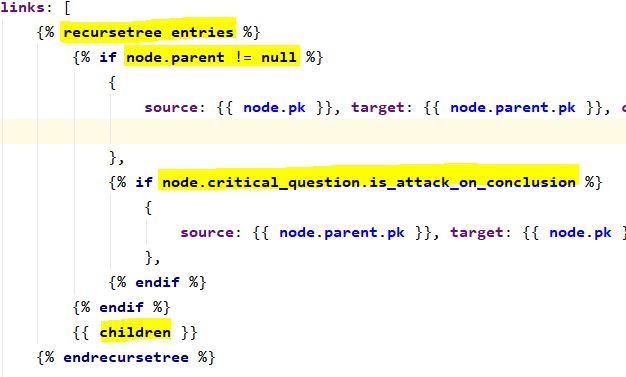 links: [
{% recursetree entries %}
{% if node.parent != null %}
{
source: {{ node.pk }}, target: {{ node.parent.pk }},
},
{% if node.critical_question.is_attack_on_conclusion %}
{
source: {{ node.parent.pk }}, target: {{ node.pk
},
{% endif %}
{% endif %}
{{ children }}
{% endrecursetree %}